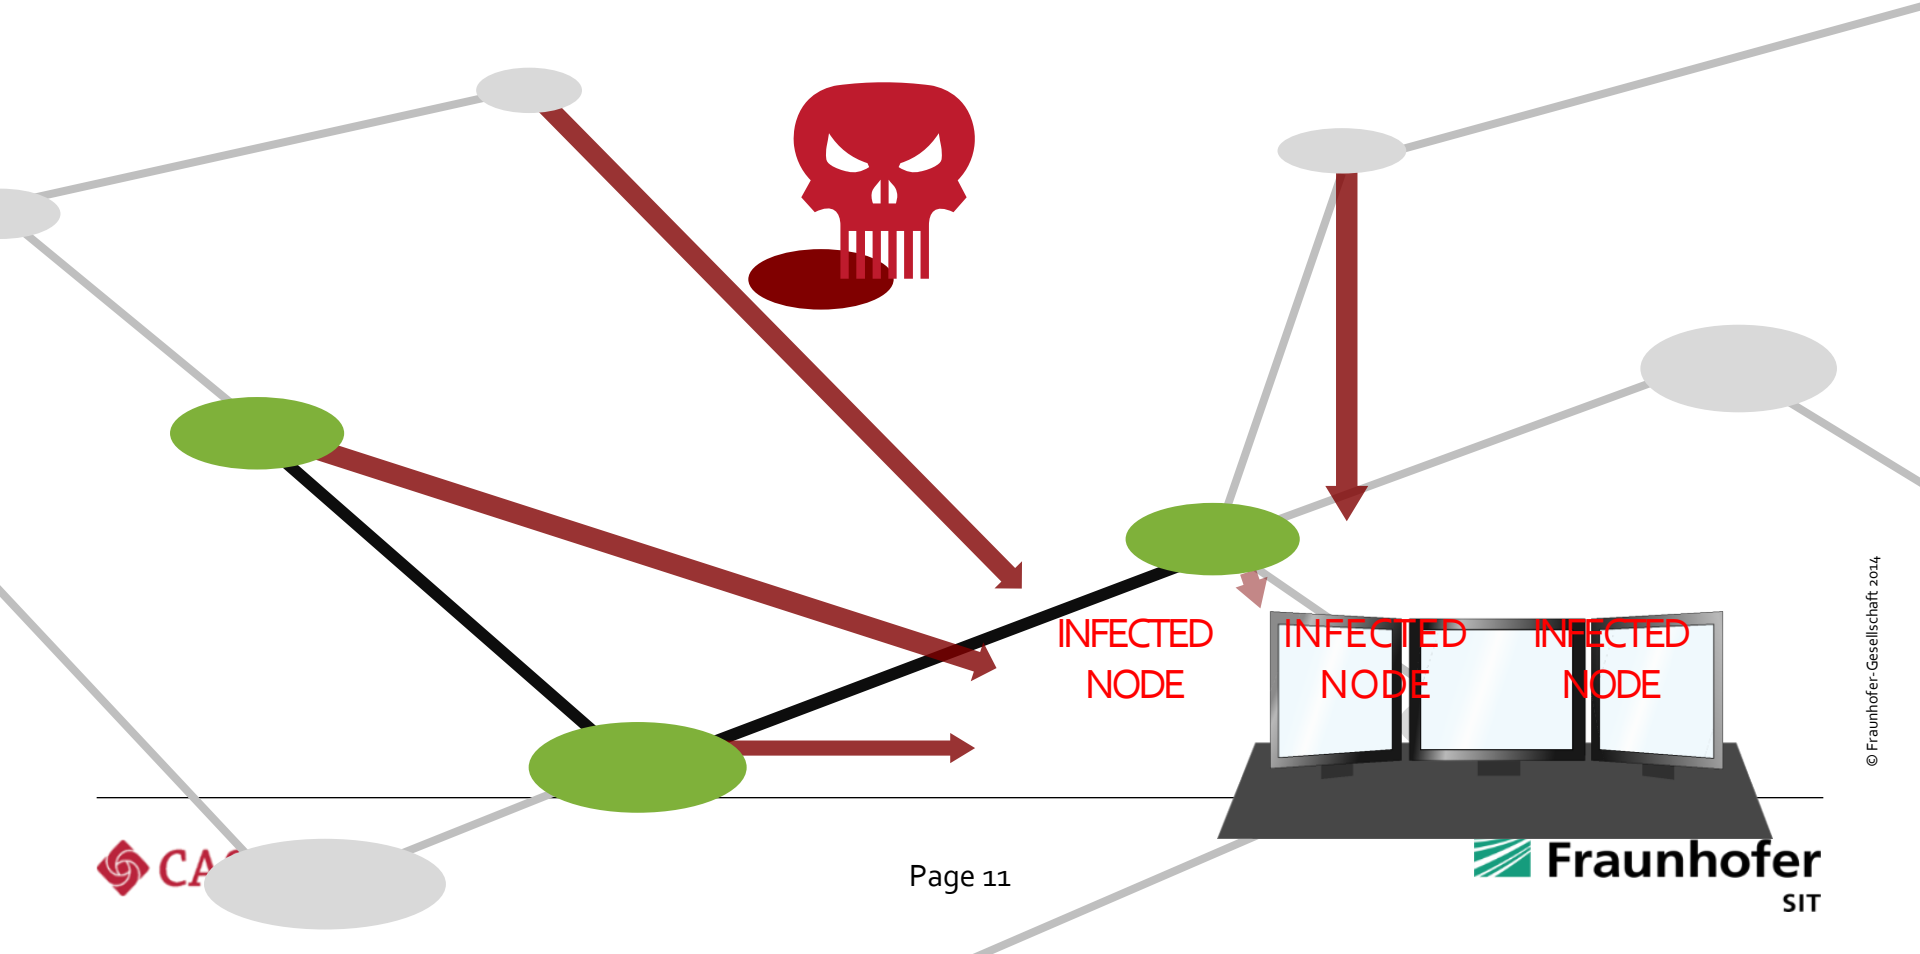 INFECTED
NODE
INFECTED
NODE
INFECTED
NODE
© Fraunhofer-Gesellschaft 2014
Page 11
Fraunhofer
SIT